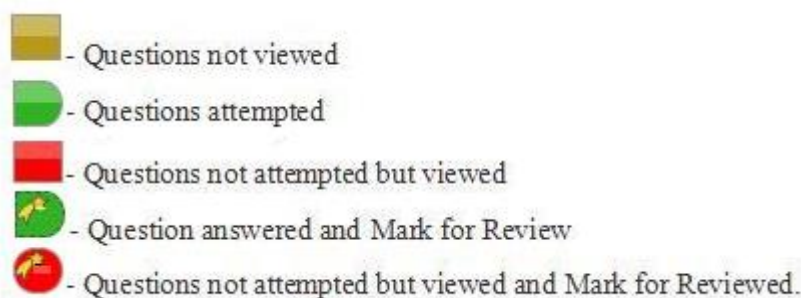 - Questions not viewed
- Questions attempted
- Questions not attempted but viewed
- Question answered and Mark for Review
- Questions not attempted but viewed and Mark for Reviewed.